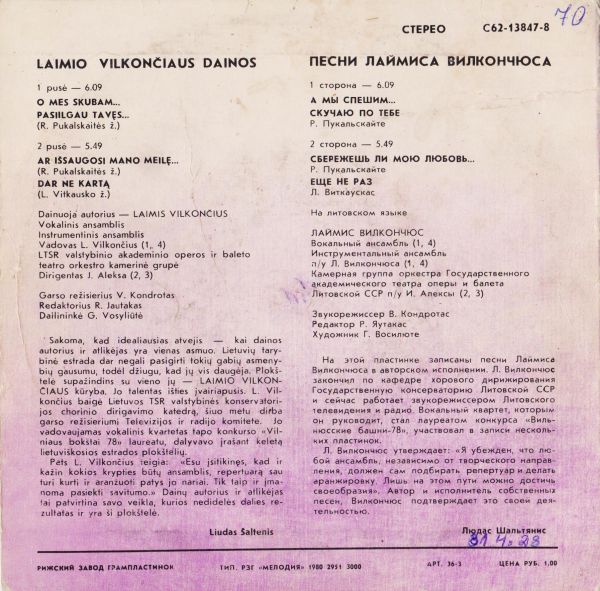 70
СТЕРЕО С62-13847-8
LAIMIO VILKONČIAUS DAINOS
1 pusė — 6.09
O MES SKUBAM...
PASIILGAU TAVĘS...
(R. Pukalskaitės ž.)
2 pusė — 5.49
AR IŠSAUGOSI MANO MEILĘ...
(R. Pukalskaitės ž.)
DAR NE KARTĄ
(L. Vitkausko ž.)
Dainuoja autorius — LAIMIS VILKONČIUS
Vokalinis ansamblis
Instrumentinis ansamblis
Vadovas L. Vilkončius (1, 4)
LTSR valstybinio akademinio operos ir baleto
teatro orkestro kamerinė grupė
Dirigentas J. Aleksa (2, 3)
Garso režisierius V. Kondrotas
Redaktorius R. Jautakas
Dailininkė G. Vosyliūtė
Sakoma, kad idealiausias atvejis — kai dainos
autorius ir atlikėjas yra vienas asmuo. Lietuvių tary-
binė estrada dar negali pasigirti tokių gabių asmeny-
bių gausumu, todėl džiugu, kad jų vis daugėja. Plokš-
telė supažindins su vieno jų — LAIMIO VILKON-
ČIAUS kūryba, Jo talentas išties įvairiapusis. L. Vil-
končius baigė Lietuvos TSR valstybinės konservatori-
jos chorinio dirigavimo katedrą, šiuo metu dirba
garso režisieriumi Televizijos ir radijo komitete. Jo
vadovaujamas vokalinis kvartetas tapo konkurso «Vil-
niaus bokštai 78» laureatu, dalyvavo įrašant keletą
lietuviškosios estrados plokštelių.
Pats L. Vilkončius teigia: «Esu įsitikinęs, kad ir
kažin kokios krypties būtų ansamblis, repertuarą sau
turi kurti ir aranžuoti patys jo nariai. Tik taip ir įma-
noma pasiekti savitumo.» Dainų autorius ir atlikėjas
tai patvirtina savo veikla, kurios nedidelės dalies re-
zultatas ir yra ši plokštelė.
Liudas Šaltenis
ПЕСНИ ЛАЙМИСА ВИЛКОНЧЮСА
1 сторона — 6.09
А МЫ СПЕШИМ...
СКУЧАЮ ПО ТЕБЕ
Р. Пукальскайте
2 сторона — 5.49
СБЕРЕЖЕШЬ ЛИ МОЮ ЛЮБОВЬ...
Р. Пукальскайте
ЕЩЕ НЕ РАЗ
Л. Виткаускас
На литовском языке
ЛАЙМИС ВИЛКОНЧЮС
Вокальный ансамбль (1, 4)
Инструментальный ансамбль
п/у Л. Вилкончюса (1, 4)
Камерная группа оркестра Государственного
академического театра оперы и балета
Литовской ССР п/у И. Алексы (2, 3)
Звукорежиссер В. Кондротас
Редактор Р. Яутакас
Художник Г. Восилюте
На этой пластинке записаны песни Лаймиса
Вилкончюса в авторском исполнении. Л. Вилкончюс
закончил по кафедре хорового дирижирования
Государственную консерваторию Литовской ССР
и сейчас работает звукорежиссером Литовского
телевидения и радио. Вокальный квартет, которым
он руководит, стал лауреатом конкурса «Виль-
нюсские башни-78», участвовал в записи несколь-
ких пластинок.
Л. Вилкончюс утверждает: «Я убежден, что лю-
бой ансамбль, независимо от творческого направ-
ления, должен сам подбирать репертуар и делать
аранжировку. Лишь на этом пути можно достичь
своеобразия». Автор и исполнитель собственных
песен, Вилкончюс подтверждает это своей дея-
тельностью.
Людас Шальтянис
РИЖСКИЙ ЗАВОД ГРАМПЛАСТИНОК ТИП. РЗГ «МЕЛОДИЯ» 1980 2951 3000 АРТ. 36-3 ЦЕНА РУБ. 1,00